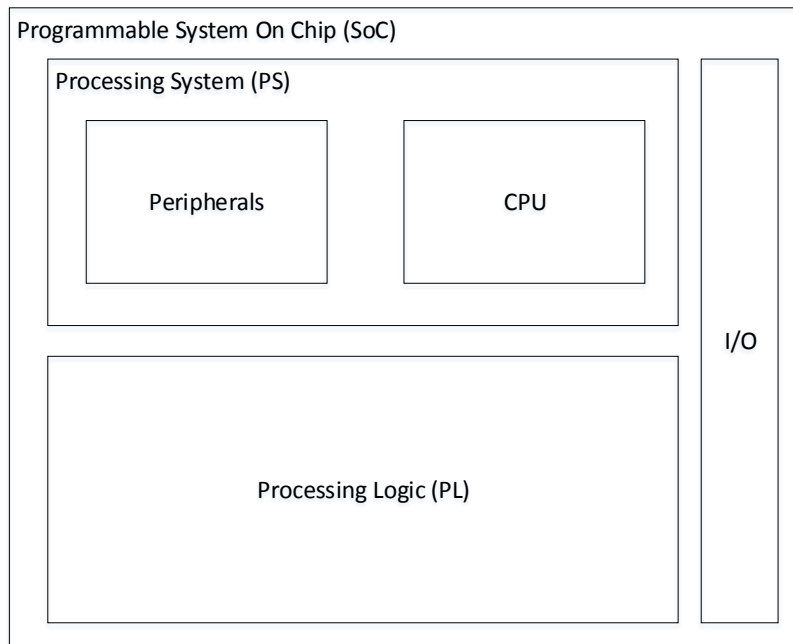 Programmable System On Chip (SoC)
Processing System (PS)
Peripherals
CPU
I/O
Processing Logic (PL)